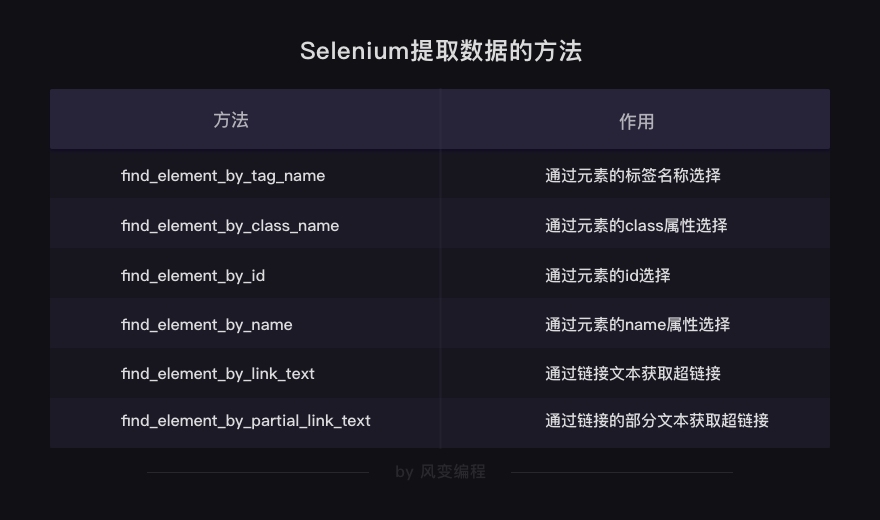 Selenium提取数据的方法
方法 作用
find_element_by_tag_name 通过元素的标签名称选择
find_element_by_class_name 通过元素的class属性选择
find_element_by_id 通过元素的id选择
find_element_by_name 通过元素的name属性选择
find_element_by_link_text 通过链接文本获取超链接
find_element_by_partial_link_text 通过链接的部分文本获取超链接
by 风变编程